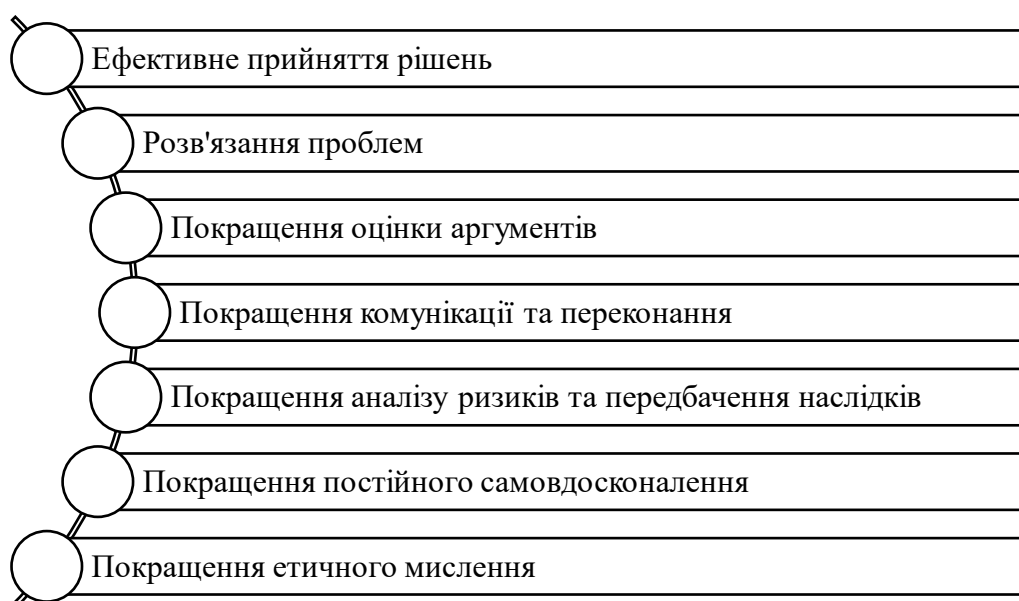 Ефективне прийняття рішень
Розв'язання проблем
Покращення оцінки аргументів
Покращення комунікації та переконання
Покращення аналізу ризиків та передбачення наслідків
Покращення постійного самовдосконалення
Покращення етичного мислення